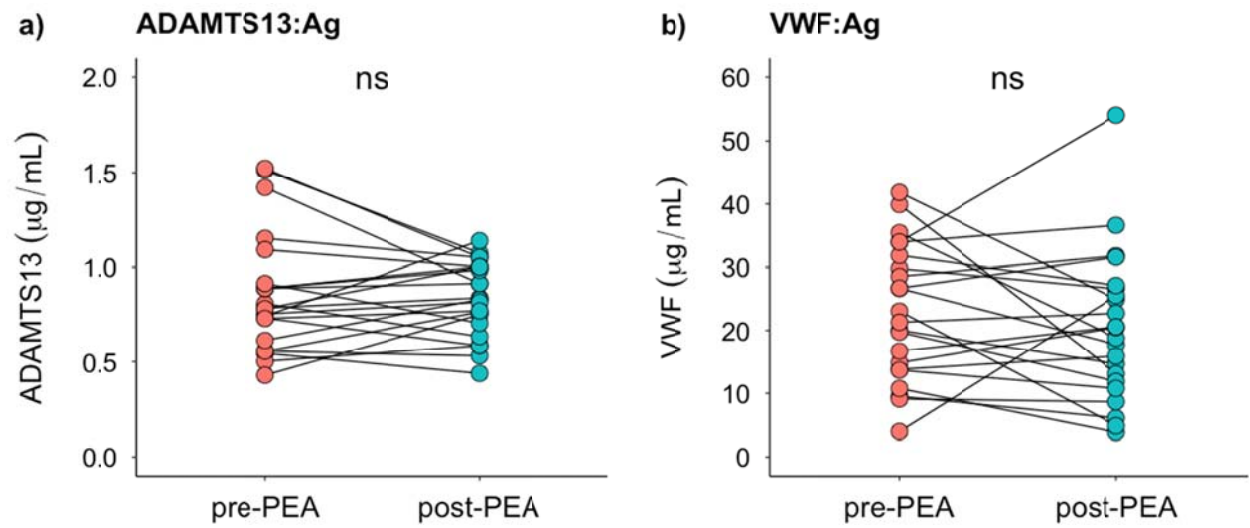 a) ADAMTS13:Ag
ns
2.0
1.5
1.0
0.5
0.0
ADAMTS13 (μg/mL)
pre-PEA post-PEA
b) VWF:Ag
ns
60
50
40
30
20
10
0
VWF (μg/mL)
pre-PEA post-PEA